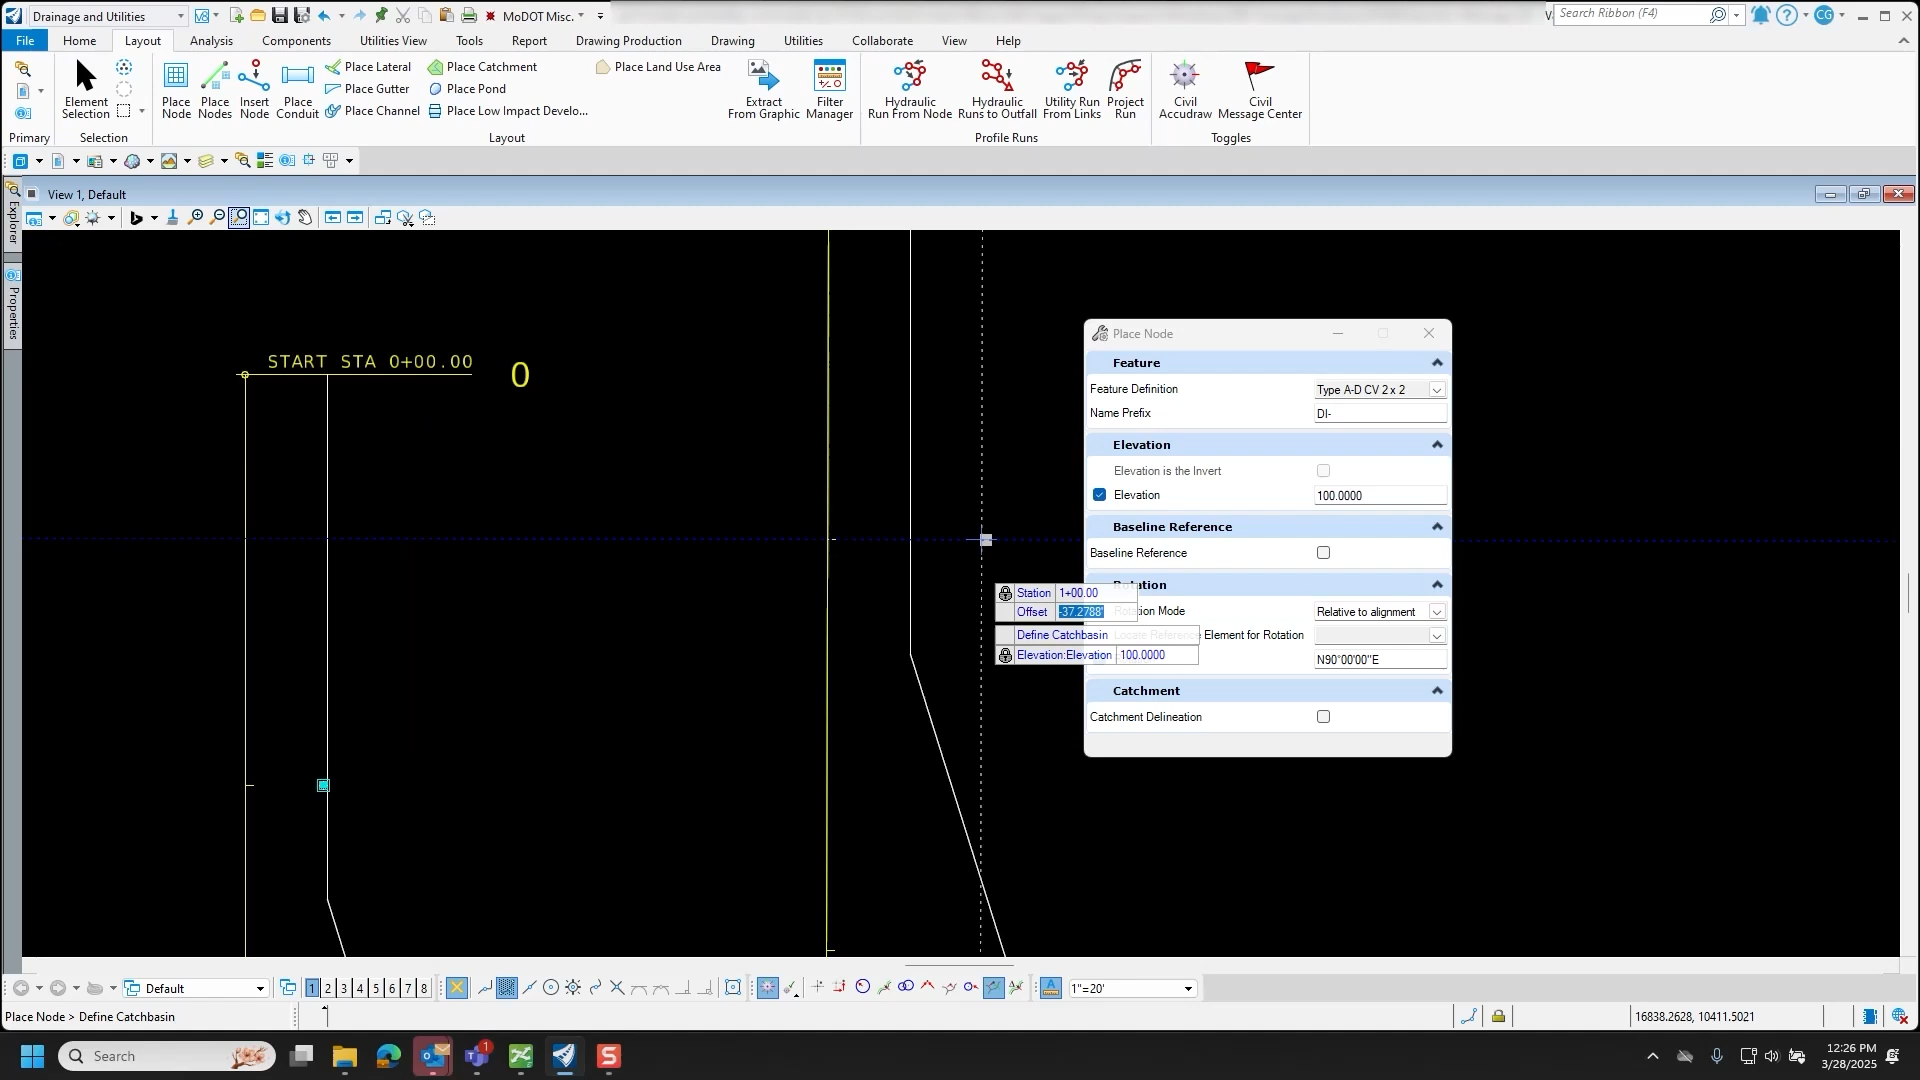 Drainage and Utilities
MoDOT Misc.
Search Ribbon (F4)
CG
File
Home
Layout
Analysis
Components
Utilities View
Tools
Report
Drawing Production
Drawing
Utilities
Collaborate
View
Help
Element
Selection
Place
Node
Place
Nodes
Insert
Node
Place
Conduit
Place Lateral
Place Gutter
Place Channel
Place Catchment
Place Pond
Place Low Impact Develo...
Place Land Use Area
Extract
From Graphic
Filter
Manager
Hydraulic
Run From Node
Hydraulic
Runs to Outfall
Utility Run
From Links
Project
Run
Civil
Accudraw
Civil
Message Center
Primary
Selection
Layout
Profile Runs
Toggles
Explorer
Properties
View 1, Default
START STA 0+00.00
0
Place Node
Feature
Feature Definition
Type A-D CV 2 x 2
Name Prefix
DI-
Elevation
Elevation is the Invert
Elevation
100.0000
Baseline Reference
Baseline Reference
Rotation Mode
Relative to alignment
Element for Rotation
N90°00'00"E
Catchment
Catchment Delineation
Station 1+00.00
Offset -37.2788'
Define Catchbasin
Elevation:Elevation 100.0000
Default
1 2 3 4 5 6 7 8
1"=20'
Place Node > Define Catchbasin
16838.2628, 10411.5021
Search
1
12:26 PM
3/28/2025